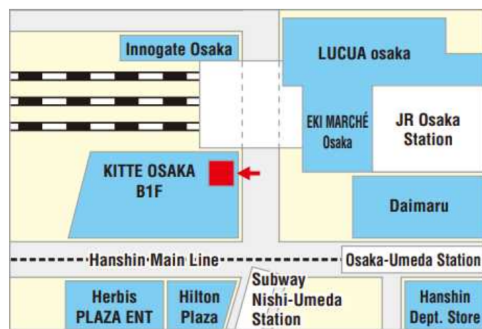 Innogate Osaka
LUCUA osaka
EKI MARCHÉ
Osaka
JR Osaka
Station
KITTE OSAKA
B1F
Daimaru
Hanshin Main Line
Osaka-Umeda Station
Subway
Nishi-Umeda
Station
Herbis
PLAZA ENT
Hilton
Plaza
Hanshin
Dept. Store